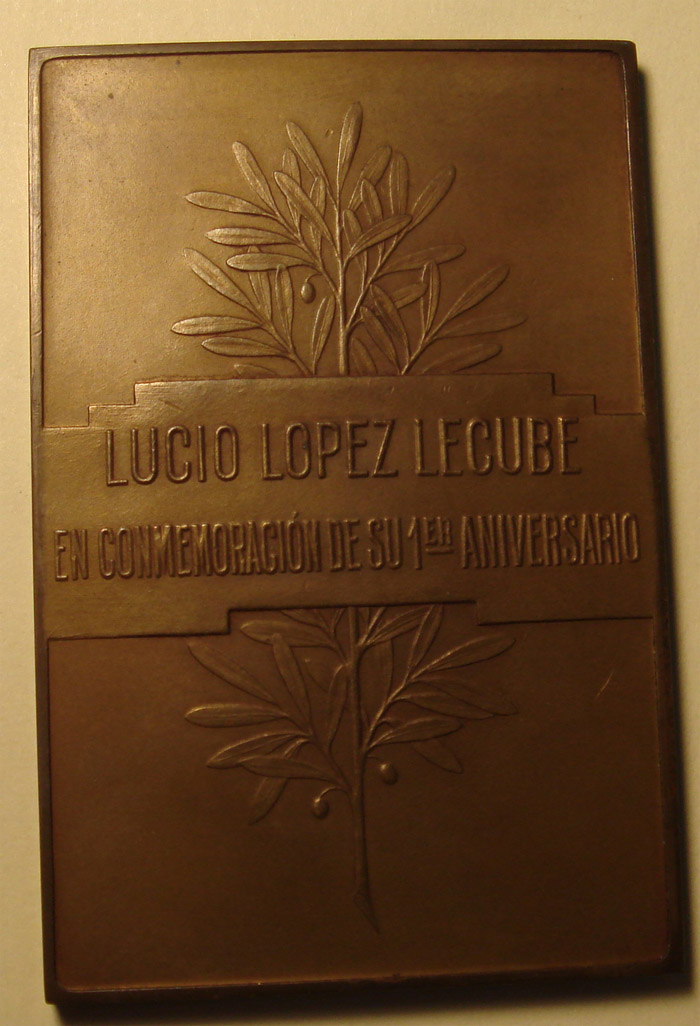 LUCIO LOPEZ LECUBE
EN CONMEMORACIÓN DE SU 1ER ANIVERSARIO